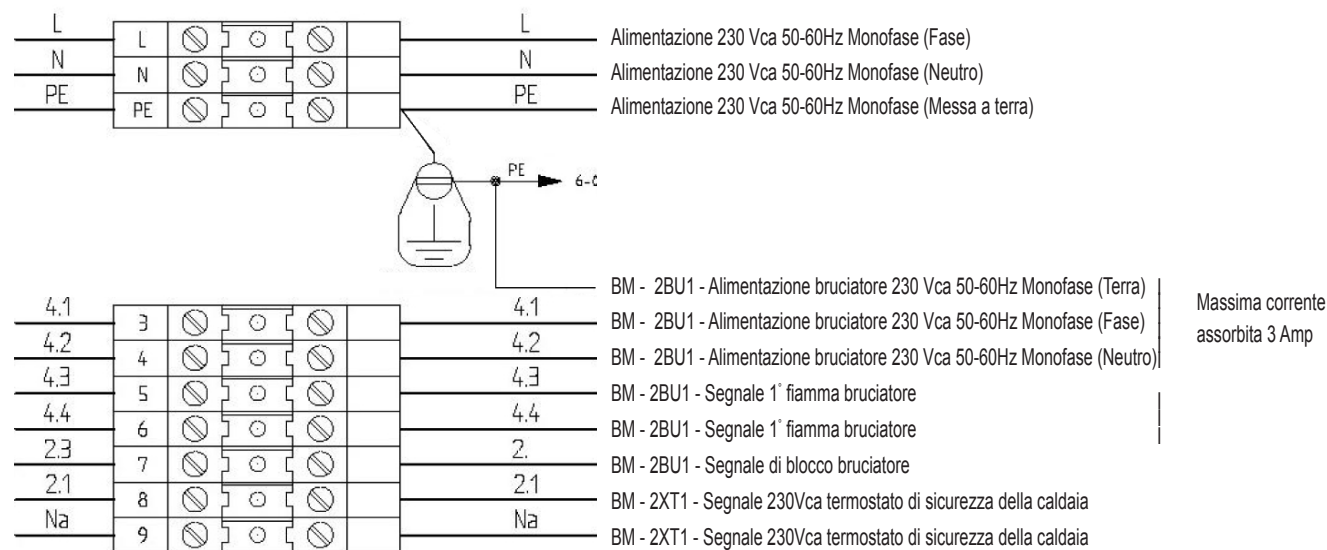 L L L Alimentazione 230 Vca 50-60Hz Monofase (Fase)
N N N Alimentazione 230 Vca 50-60Hz Monofase (Neutro)
PE PE PE Alimentazione 230 Vca 50-60Hz Monofase (Messa a terra)
PE
BM - 2BU1 - Alimentazione bruciatore 230 Vca 50-60Hz Monofase (Terra)
4.1 3 4.1 BM - 2BU1 - Alimentazione bruciatore 230 Vca 50-60Hz Monofase (Fase)
4.2 4 4.2 BM - 2BU1 - Alimentazione bruciatore 230 Vca 50-60Hz Monofase (Neutro)
Massima corrente
assorbita 3 Amp
4.3 5 4.3 BM - 2BU1 - Segnale 1° fiamma bruciatore
4.4 6 4.4 BM - 2BU1 - Segnale 1° fiamma bruciatore
2.3 7 2. BM - 2BU1 - Segnale di blocco bruciatore
2.1 8 2.1 BM - 2XT1 - Segnale 230Vca termostato di sicurezza della caldaia
Na 9 Na BM - 2XT1 - Segnale 230Vca termostato di sicurezza della caldaia